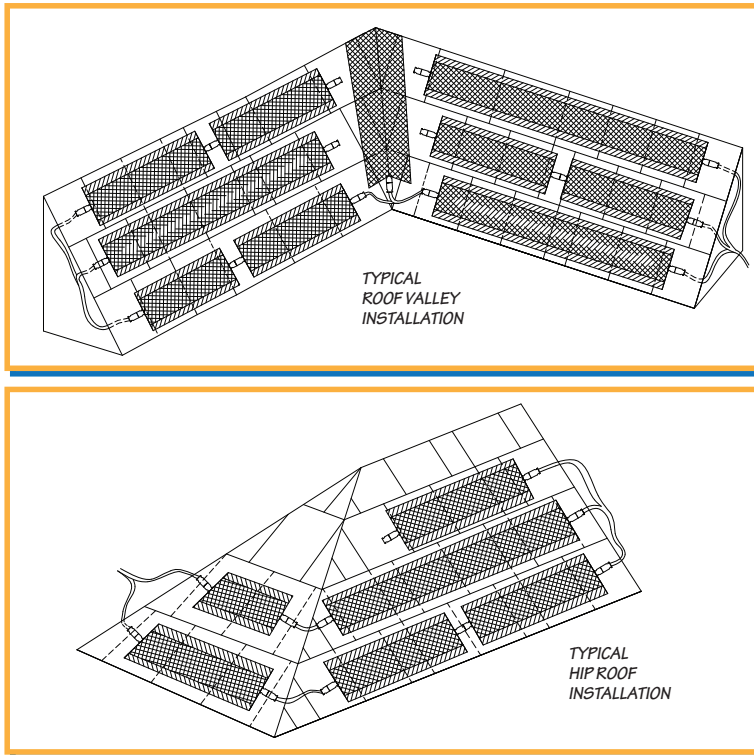 TYPICAL
ROOF VALLEY
INSTALLATION
TYPICAL
HIP ROOF
INSTALLATION